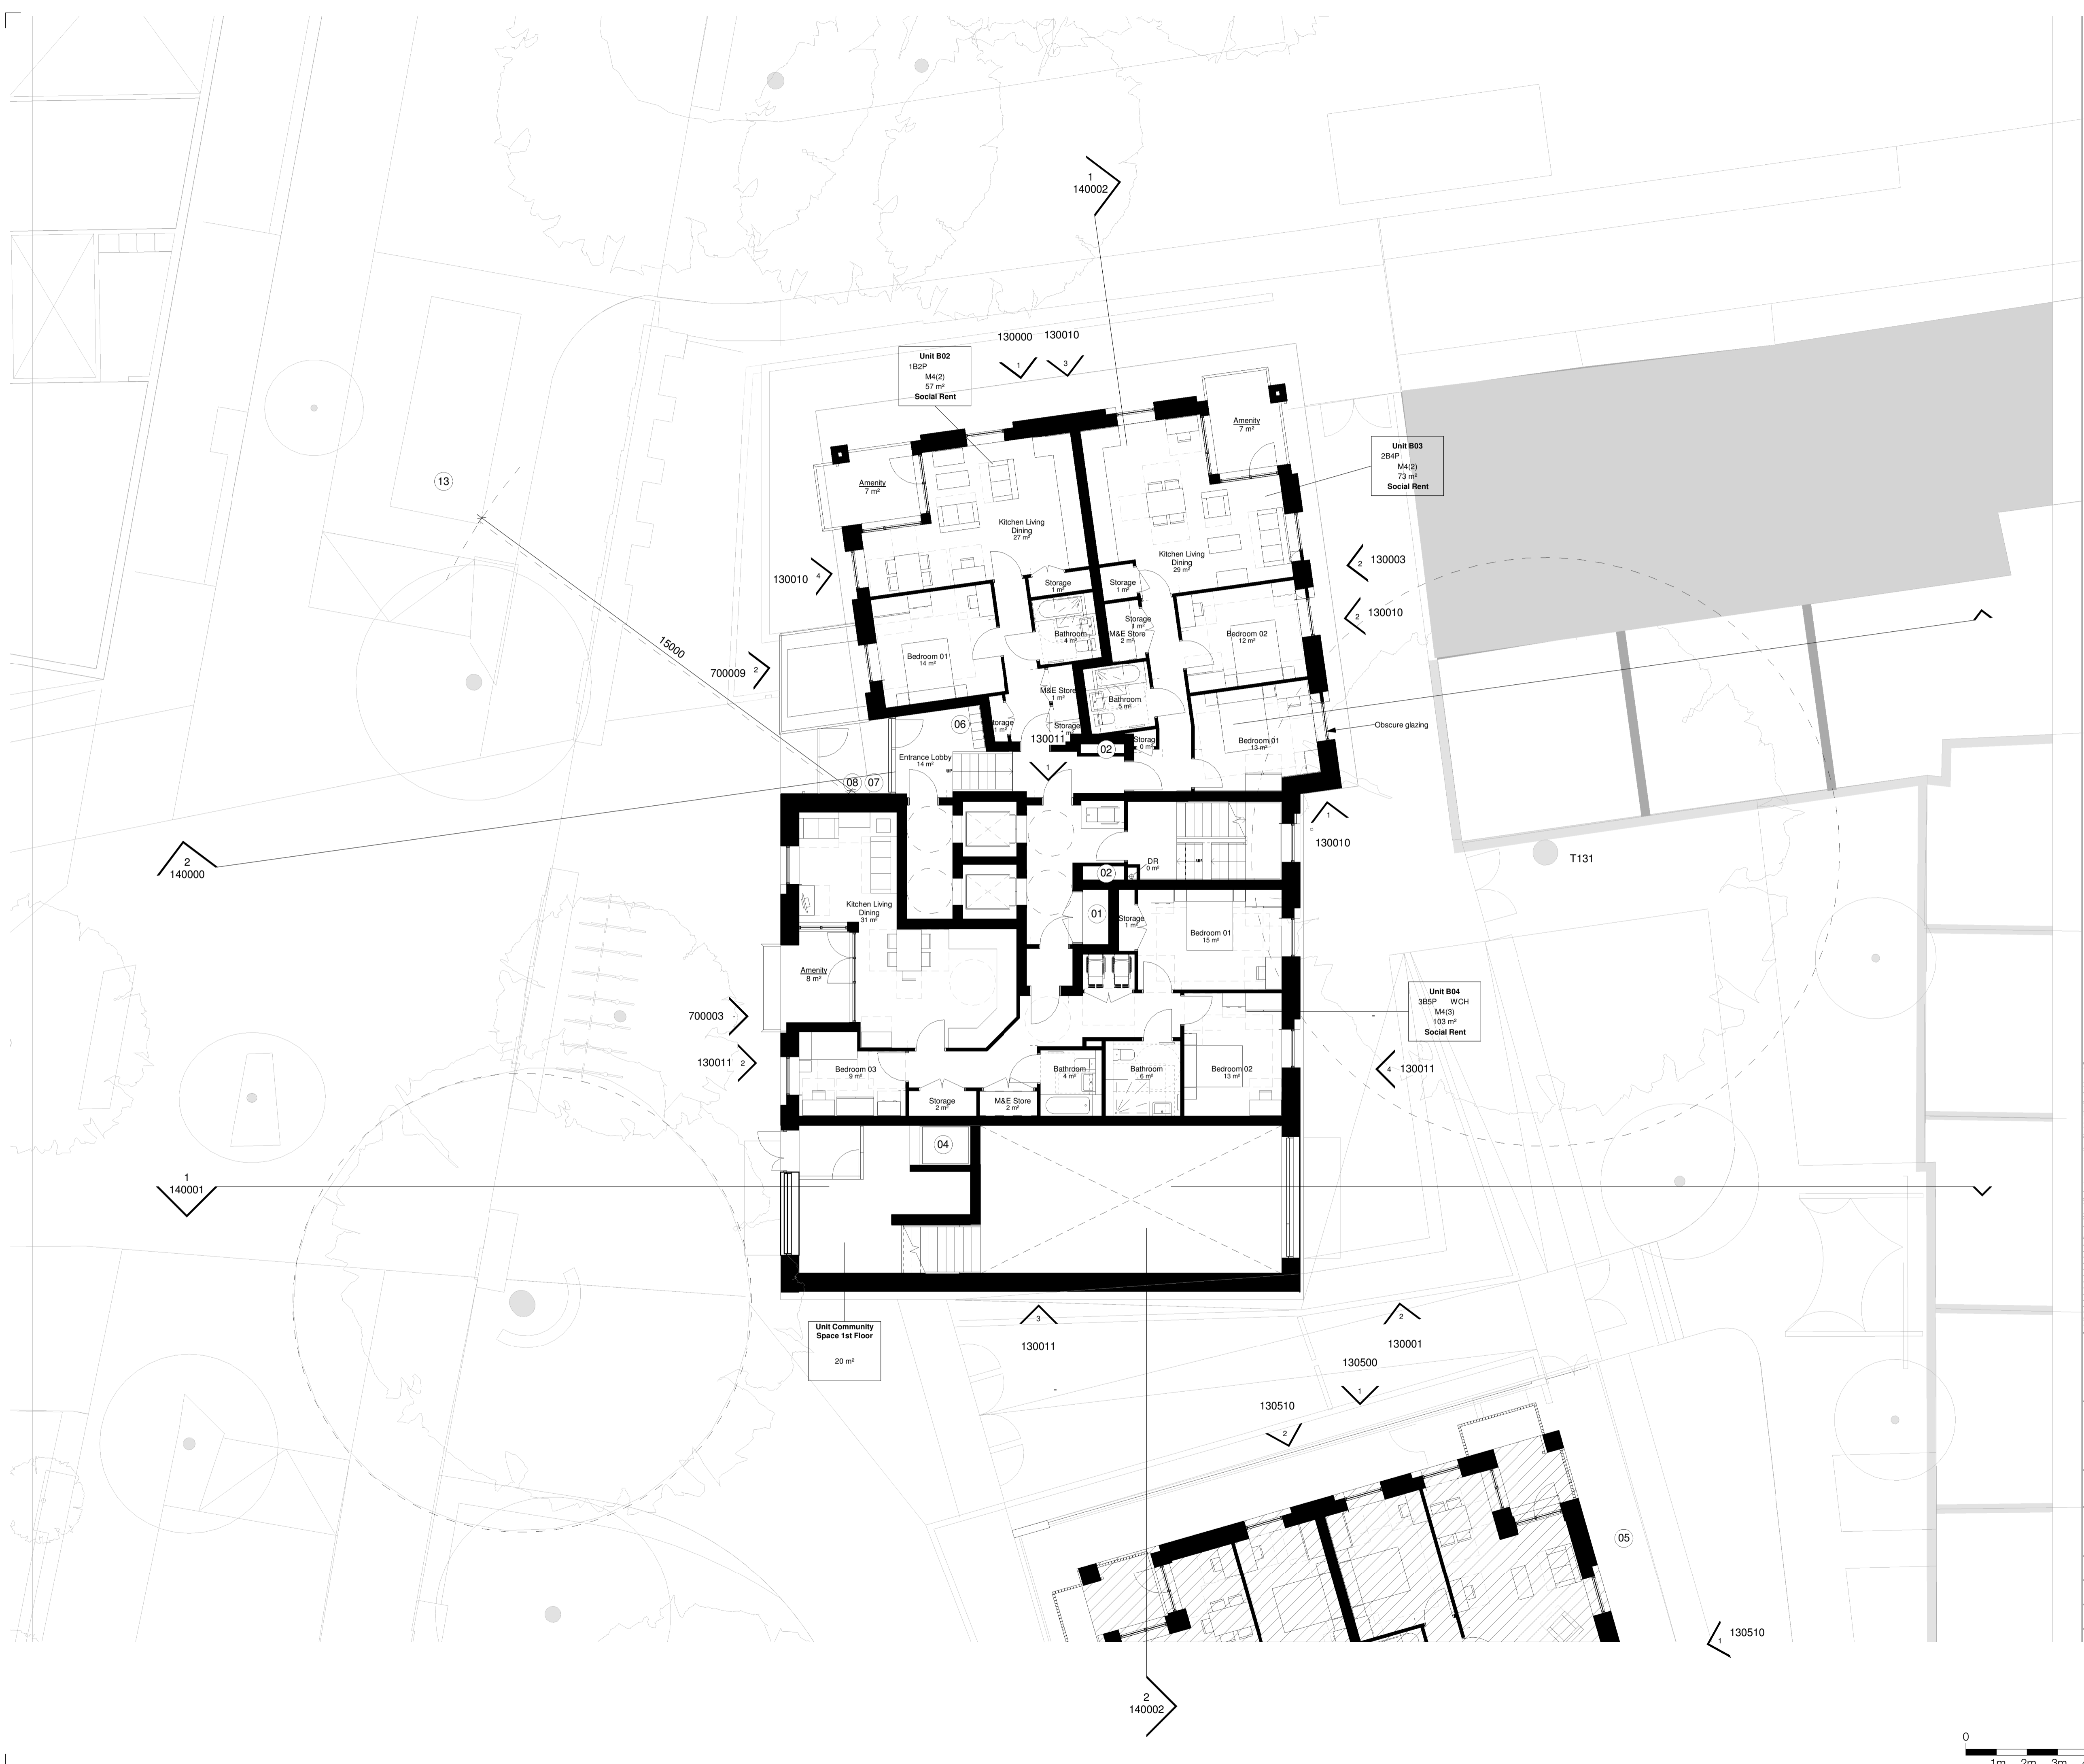 1
140002
130000
130010
1
3
Unit B02
1B2P
M4(2)
57 m²
Social Rent
Amenity
7 m²
Unit B03
2B4P
M4(2)
73 m²
Social Rent
13
Amenity
7 m²
Kitchen Living
Dining
27 m²
Kitchen Living
Dining
29 m²
130003
2
130010
4
Storage
1 m²
Storage
1 m²
130010
2
Storage
1 m²
Bathroom
4 m²
M&E Store
2 m²
Bedroom 02
12 m²
15000
Bedroom 01
14 m²
700009
2
M&E Store
1 m²
Bathroom
5 m²
06
Storage
1 m²
Storage
130011
1
02
Storag
0 m²
Bedroom 01
13 m²
Obscure glazing
Entrance Lobby
14 m²
UP
08
07
1
130010
2
140000
DR
0 m²
UP
T131
02
Kitchen Living
Dining
31 m²
01
Storage
1 m²
Bedroom 01
15 m²
Amenity
8 m²
Unit B04
3B5P WCH
M4(3)
103 m²
Social Rent
700003
130011
2
Bedroom 03
9 m²
Bathroom
4 m²
Bathroom
6 m²
Bedroom 02
13 m²
4
130011
Storage
2 m²
M&E Store
2 m²
04
1
140001
3
130011
2
130001
Unit Community
Space 1st Floor
20 m²
130500
1
130510
2
05
130510
1
2
140002
0
1m
2m
3m